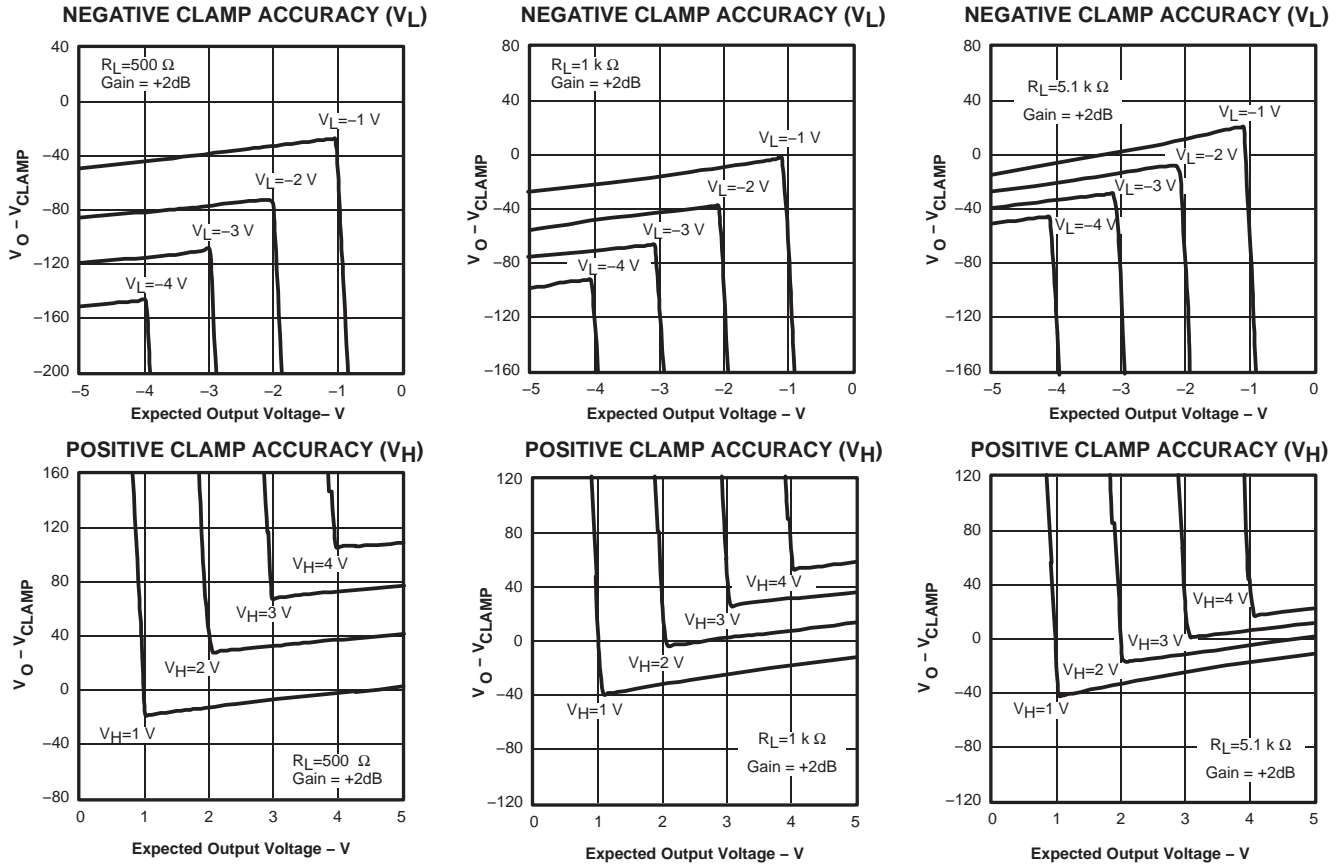 NEGATIVE CLAMP ACCURACY (VL)
40
0
−40
−80
−120
−160
−200
VO − VCLAMP
RL=500 Ω
Gain = +2dB
VL=−1 V
VL=−2 V
VL=−3 V
VL=−4 V
−5
−4
−3
−2
−1
0
Expected Output Voltage– V
NEGATIVE CLAMP ACCURACY (VL)
80
40
0
−40
−80
−120
−160
VO − VCLAMP
RL=1 k Ω
Gain = +2dB
VL=−1 V
VL=−2 V
VL=−3 V
VL=−4 V
−5
−4
−3
−2
−1
0
Expected Output Voltage – V
NEGATIVE CLAMP ACCURACY (VL)
80
40
0
−40
−80
−120
−160
VO − VCLAMP
RL=5.1 k Ω
Gain = +2dB
VL=−1 V
VL=−2 V
VL=−3 V
VL=−4 V
−5
−4
−3
−2
−1
0
Expected Output Voltage – V
POSITIVE CLAMP ACCURACY (VH)
160
120
80
40
0
−40
−80
VO − VCLAMP
VH=4 V
VH=3 V
VH=2 V
VH=1 V
RL=500 Ω
Gain = +2dB
0
1
2
3
4
5
Expected Output Voltage – V
POSITIVE CLAMP ACCURACY (VH)
120
80
40
0
−40
−80
−120
VO − VCLAMP
VH=4 V
VH=3 V
VH=2 V
VH=1 V
RL=1 k Ω
Gain = +2dB
0
1
2
3
4
5
Expected Output Voltage – V
POSITIVE CLAMP ACCURACY (VH)
120
80
40
0
−40
−80
−120
VO − VCLAMP
VH=4 V
VH=3 V
VH=2 V
VH=1 V
RL=5.1 k Ω
Gain = +2dB
0
1
2
3
4
5
Expected Output Voltage – V